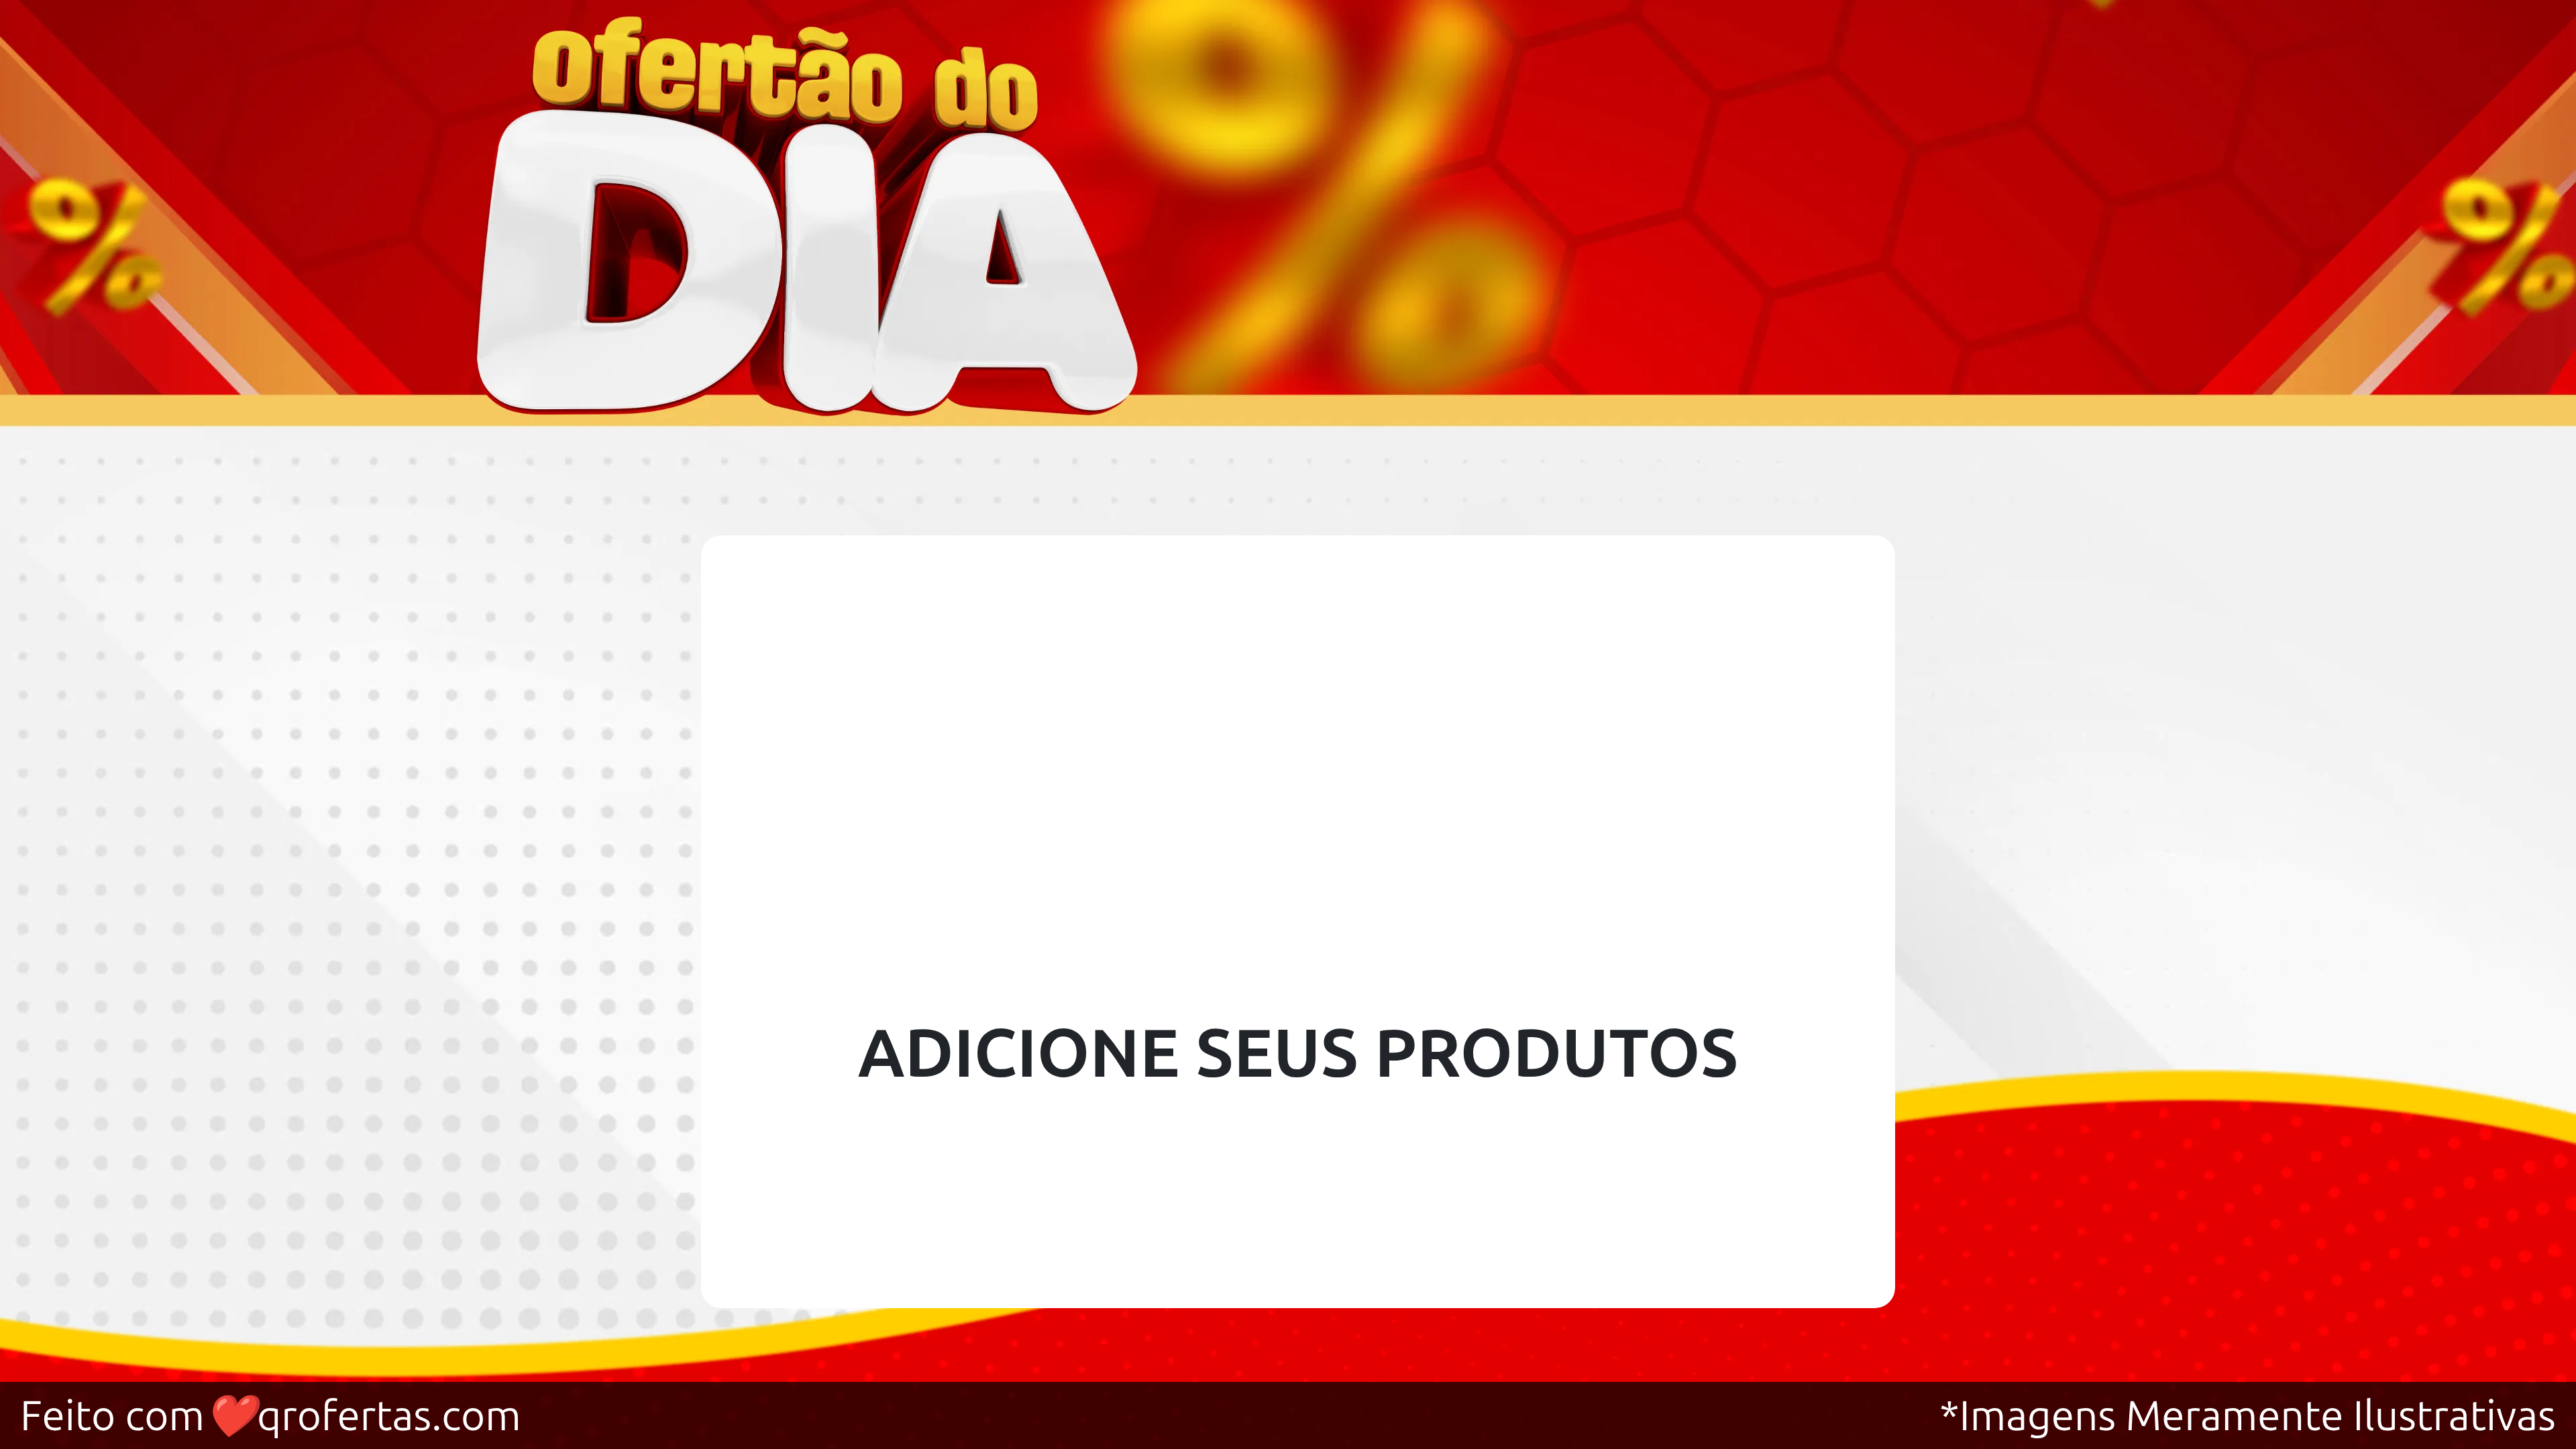 ofertão do
DIA
ADICIONE SEUS PRODUTOS
Feito com ❤️qrofertas.com
*Imagens Meramente Ilustrativas